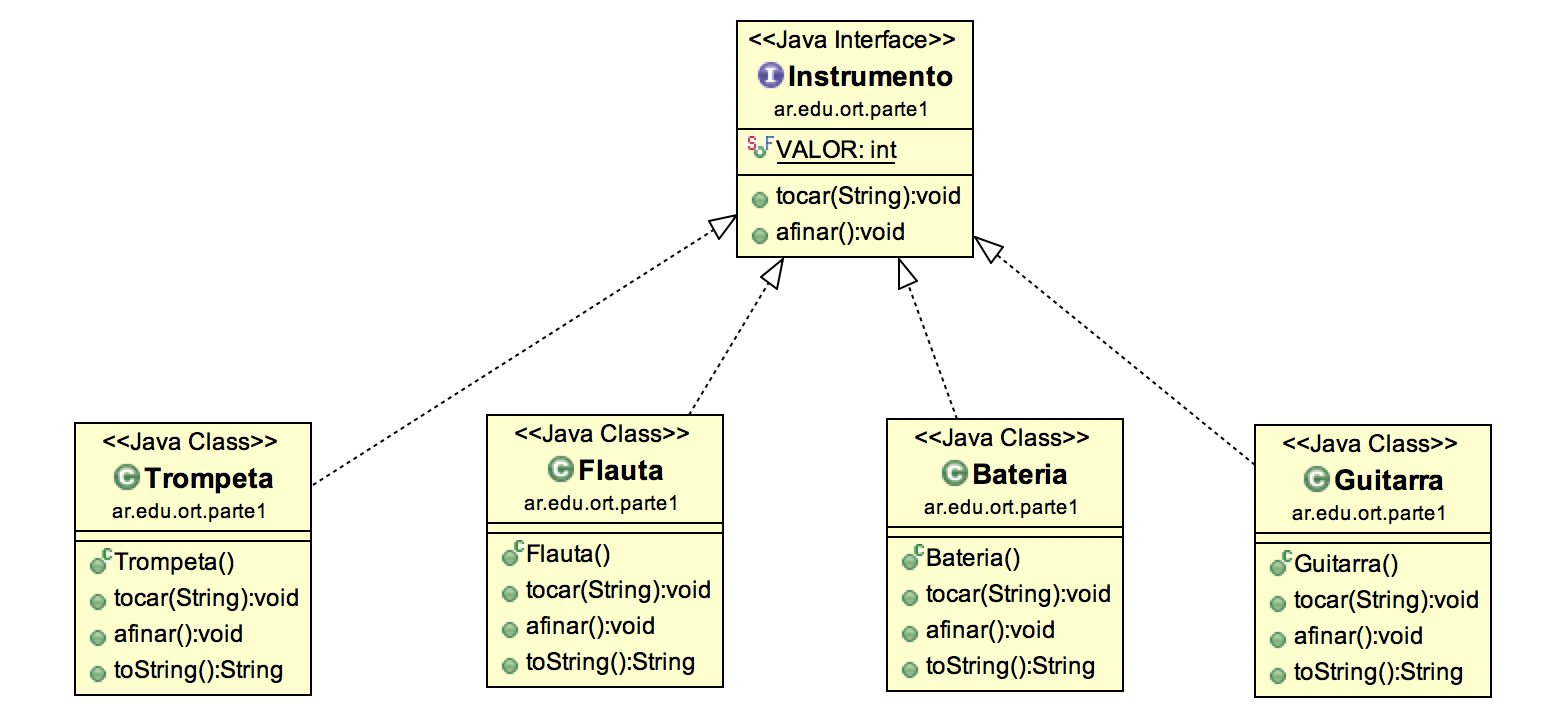 <<Java Interface>>
Instrumento
ar.edu.ort.parte1
VALOR: int
tocar(String):void
afinar():void
<<Java Class>>
Trompeta
ar.edu.ort.parte1
Trompeta()
tocar(String):void
afinar():void
toString():String
<<Java Class>>
Flauta
ar.edu.ort.parte1
Flauta()
tocar(String):void
afinar():void
toString():String
<<Java Class>>
Bateria
ar.edu.ort.parte1
Bateria()
tocar(String):void
afinar():void
toString():String
<<Java Class>>
Guitarra
ar.edu.ort.parte1
Guitarra()
tocar(String):void
afinar():void
toString():String